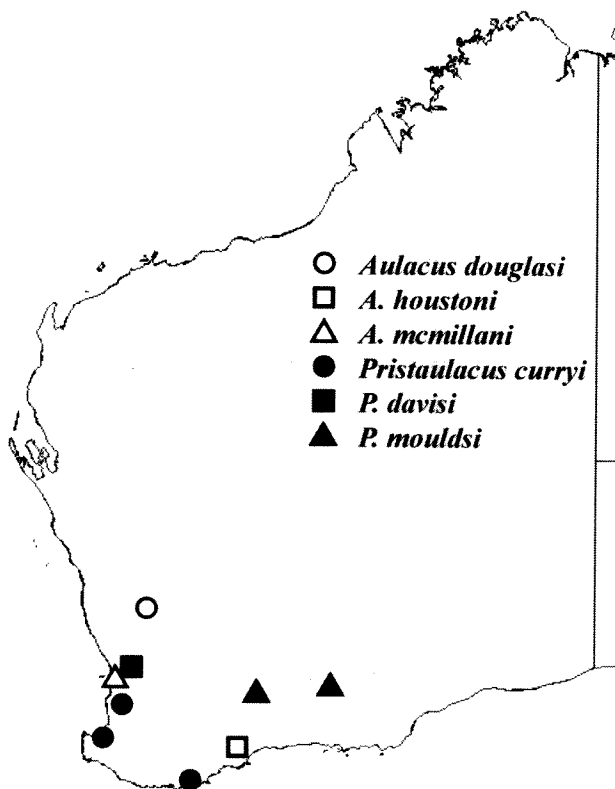 Aulacus douglasi
A. houstoni
A. mcmillani
Pristaulacus curryi
P. davisi
P. mouldsi